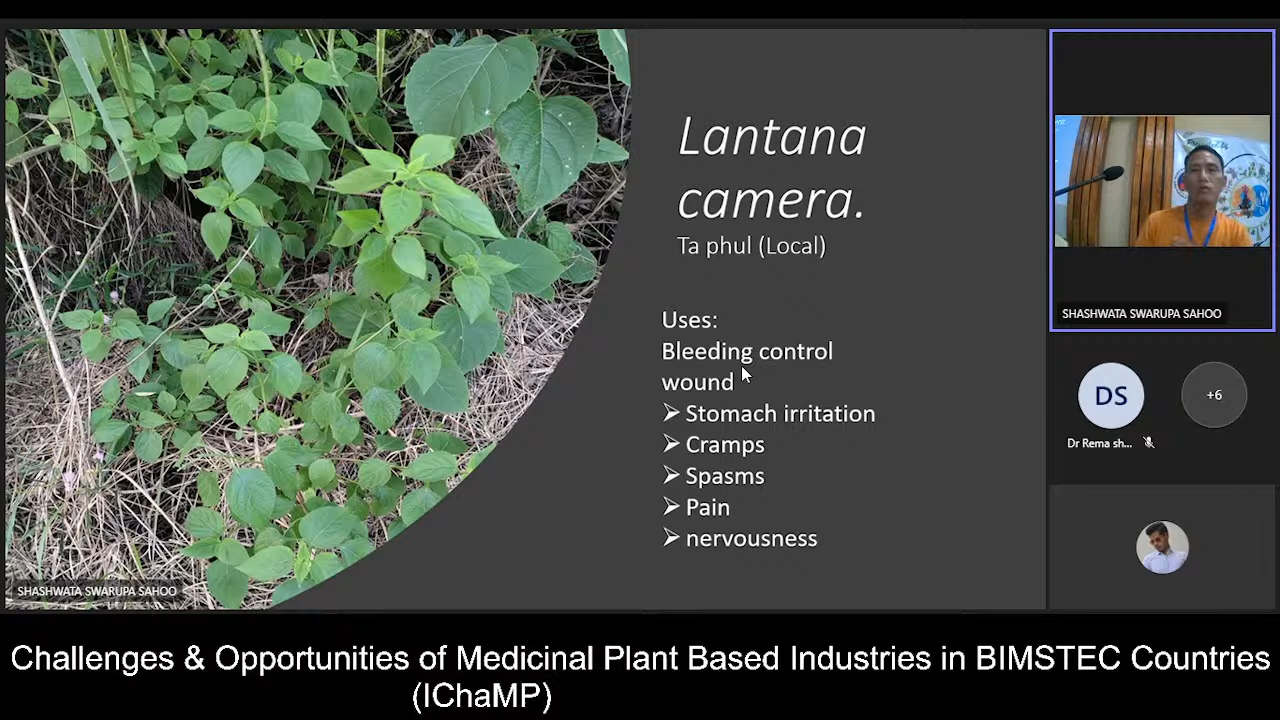 Lantana
camera.
Ta phul (Local)
Uses:
Bleeding control
wound
➢ Stomach irritation
➢ Cramps
➢ Spasms
➢ Pain
➢ nervousness
SHASHWATA SWARUPA SAHOO
SHASHWATA SWARUPA SAHOO
DS
+6
Dr Rema sh...
Challenges & Opportunities of Medicinal Plant Based Industries in BIMSTEC Countries
(IChaMP)